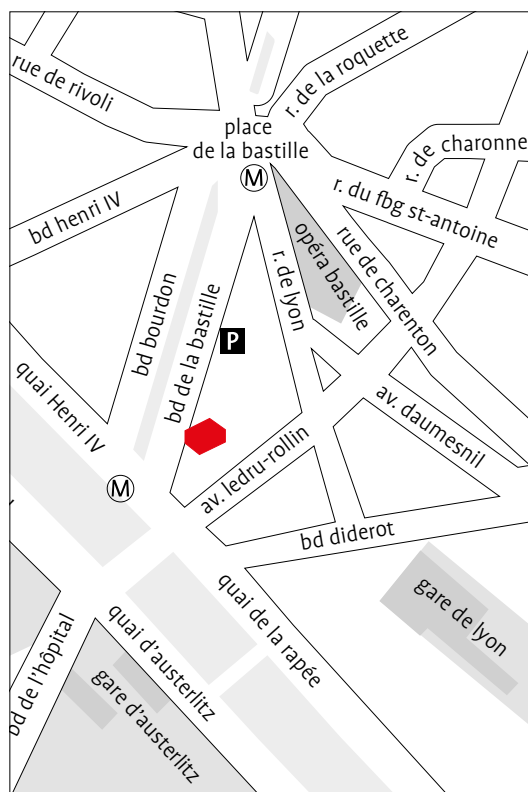 rue de rivoli
r. de la roquette
place
de la bastille
M
r. de charonne
r. du fbg st-antoine
bd henri IV
opéra bastille
rue de charenton
r. de lyon
bd bourdon
bd de la bastille
P
quai Henri IV
av. daumesnil
av. ledru-rollin
M
bd diderot
gare de lyon
quai de la rapée
quai d'austerlitz
bd de l'hôpital
gare d'austerlitz